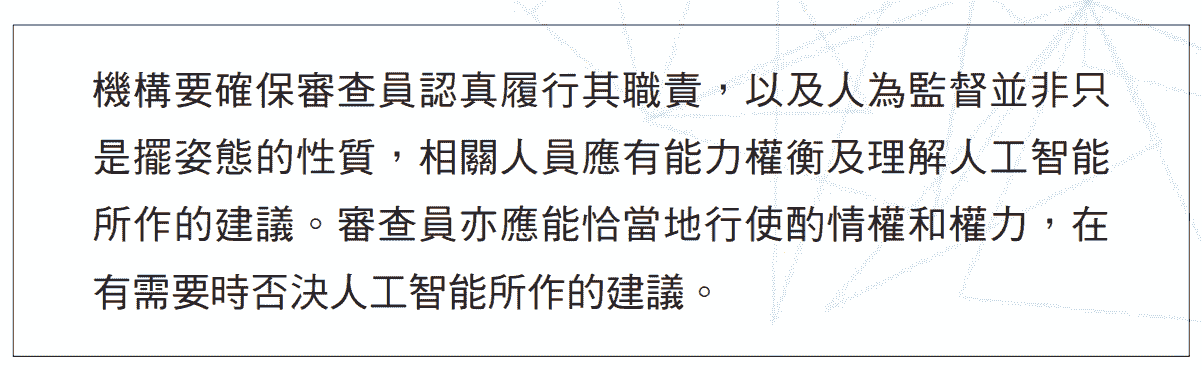 機構要確保審查員認真履行其職責，以及人為監督並非只
是擺姿態的性質，相關人員應有能力權衡及理解人工智能
所作的建議。審查員亦應能恰當地行使酌情權和權力，在
有需要時否決人工智能所作的建議。